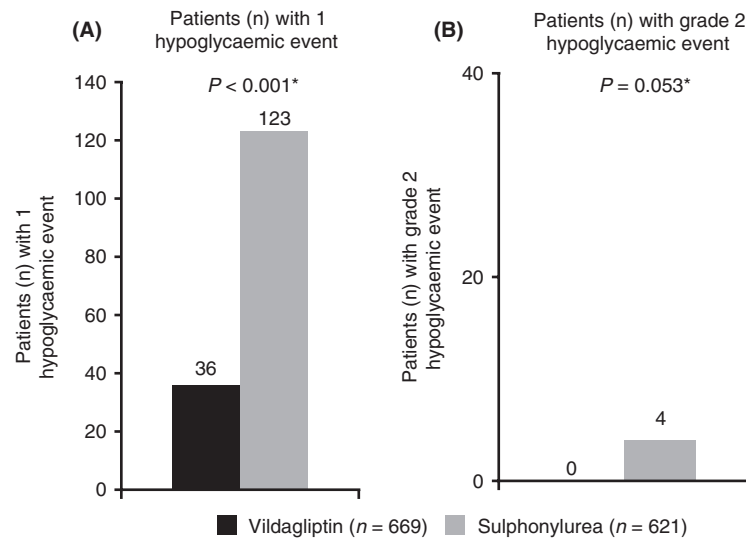 (A)
Patients (n) with 1
hypoglycaemic event
P < 0.001*
140
120
100
80
60
40
20
0
Patients (n) with 1
hypoglycaemic event
36
123
(B)
Patients (n) with grade 2
hypoglycaemic event
P = 0.053*
40
20
0
Patients (n) with grade 2
hypoglycaemic event
0
4
Vildagliptin (n = 669)
Sulphonylurea (n = 621)